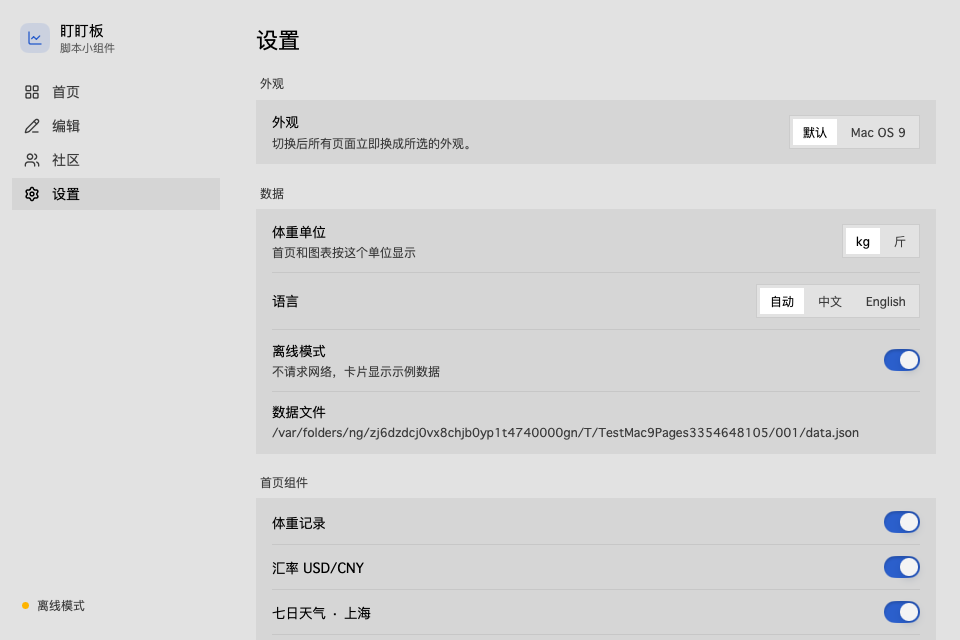 盯盯板
脚本小组件
首页
编辑
社区
设置
离线模式
设置
外观
外观
切换后所有页面立即换成所选的外观。
默认
Mac OS 9
数据
体重单位
首页和图表按这个单位显示
kg
斤
语言
自动
中文
English
离线模式
不请求网络，卡片显示示例数据
数据文件
/var/folders/ng/zj6dzdcj0vx8chjb0yp1t4740000gn/T/TestMac9Pages3354648105/001/data.json
首页组件
体重记录
汇率 USD/CNY
七日天气 · 上海